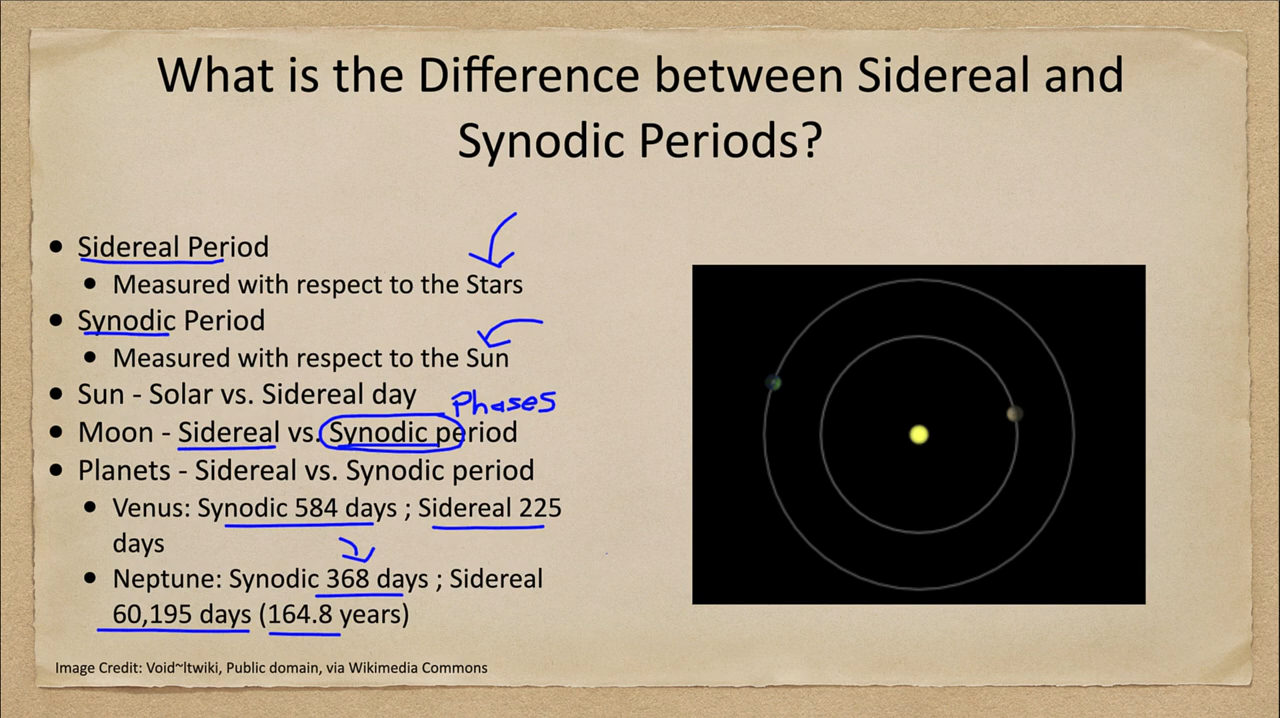 What is the Difference between Sidereal and
Synodic Periods?
• Sidereal Period
• Measured with respect to the Stars
• Synodic Period
• Measured with respect to the Sun
• Sun - Solar vs. Sidereal day
Phases
• Moon - Sidereal vs. Synodic period
• Planets - Sidereal vs. Synodic period
• Venus: Synodic 584 days ; Sidereal 225
days
• Neptune: Synodic 368 days ; Sidereal
60,195 days (164.8 years)
Image Credit: Void~ltwiki, Public domain, via Wikimedia Commons